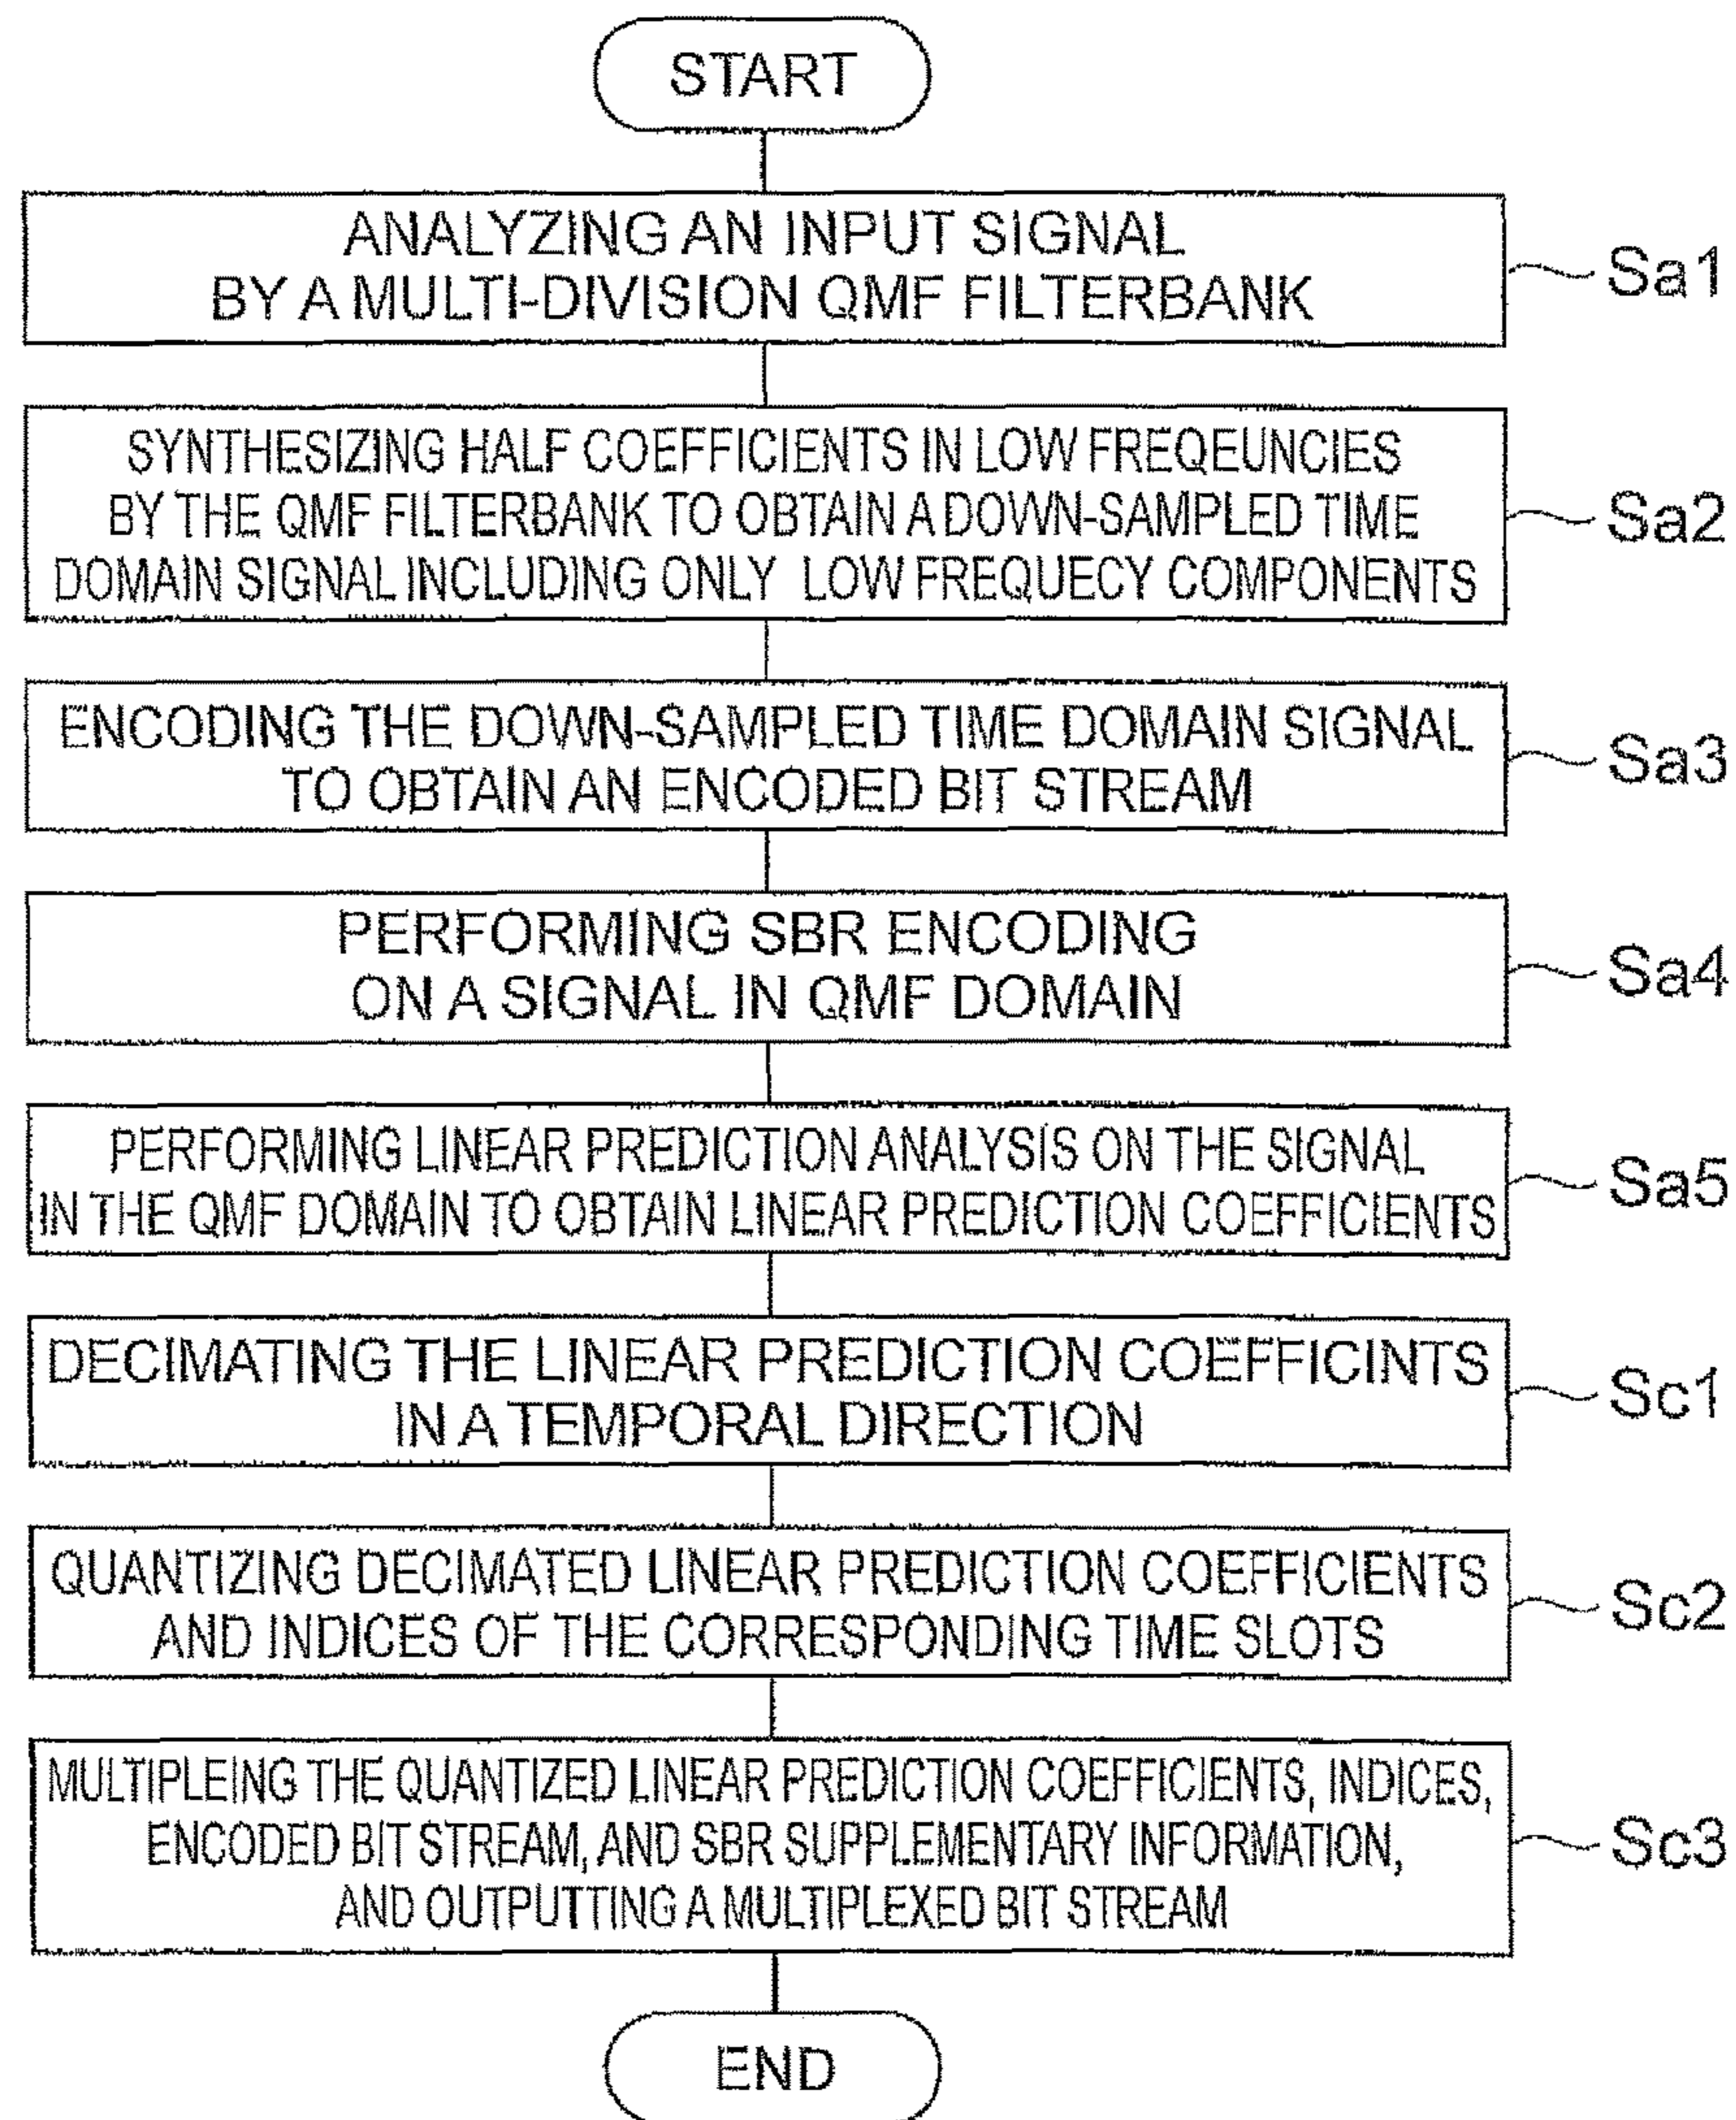 START
ANALYZING AN INPUT SIGNAL
BY A MULTI-DIVISION QMF FILTERBANK
Sa1
SYNTHESIZING HALF COEFFICIENTS IN LOW FREQEUNCIES
BY THE QMF FILTERBANK TO OBTAIN A DOWN-SAMPLED TIME
DOMAIN SIGNAL INCLUDING ONLY LOW FREQUECY COMPONENTS
Sa2
ENCODING THE DOWN-SAMPLED TIME DOMAIN SIGNAL
TO OBTAIN AN ENCODED BIT STREAM
Sa3
PERFORMING SBR ENCODING
ON A SIGNAL IN QMF DOMAIN
Sa4
PERFORMING LINEAR PREDICTION ANALYSIS ON THE SIGNAL
IN THE QMF DOMAIN TO OBTAIN LINEAR PREDICTION COEFFICIENTS
Sa5
DECIMATING THE LINEAR PREDICTION COEFFICINTS
IN A TEMPORAL DIRECTION
Sc1
QUANTIZING DECIMATED LINEAR PREDICTION COEFFICIENTS
AND INDICES OF THE CORRESPONDING TIME SLOTS
Sc2
MULTIPLEING THE QUANTIZED LINEAR PREDICTION COEFFICIENTS, INDICES,
ENCODED BIT STREAM, AND SBR SUPPLEMENTARY INFORMATION,
AND OUTPUTTING A MULTIPLEXED BIT STREAM
Sc3
END